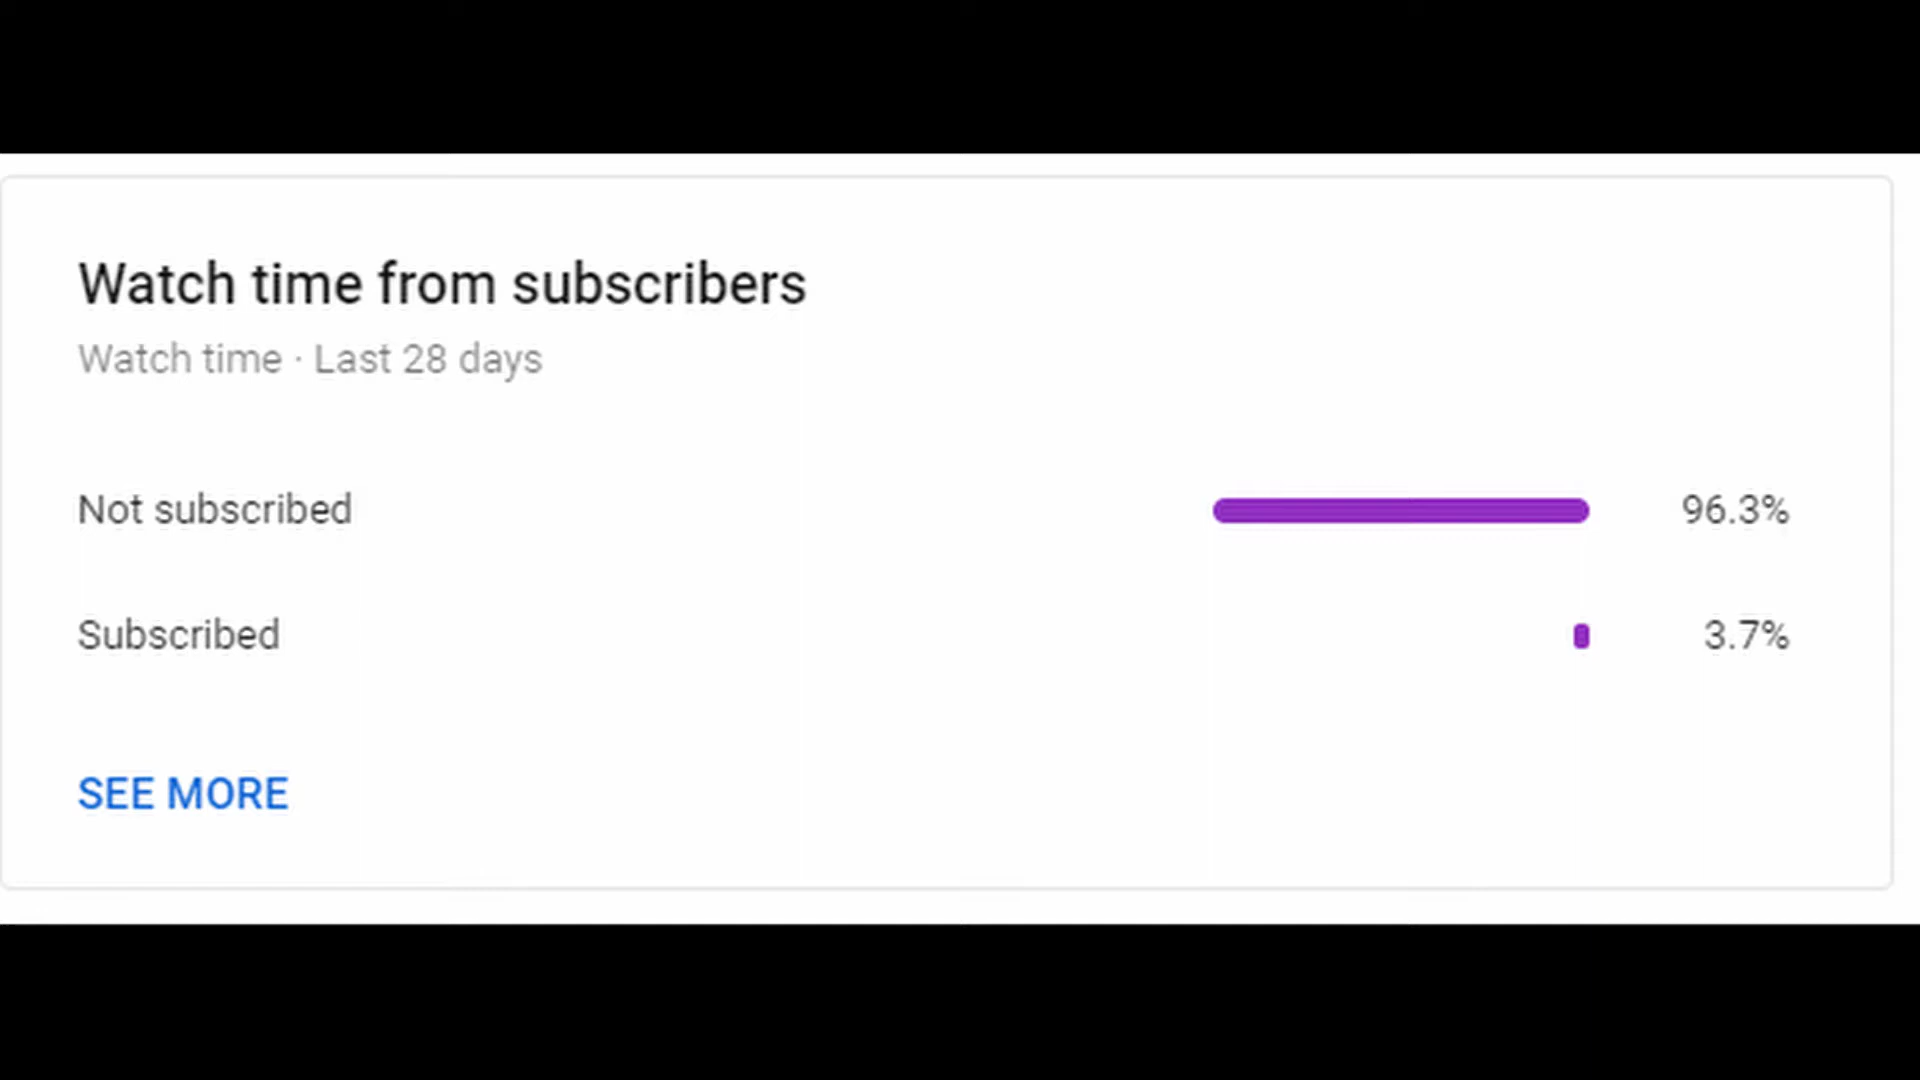 Watch time from subscribers
Watch time · Last 28 days
Not subscribed 96.3%
Subscribed 3.7%
SEE MORE